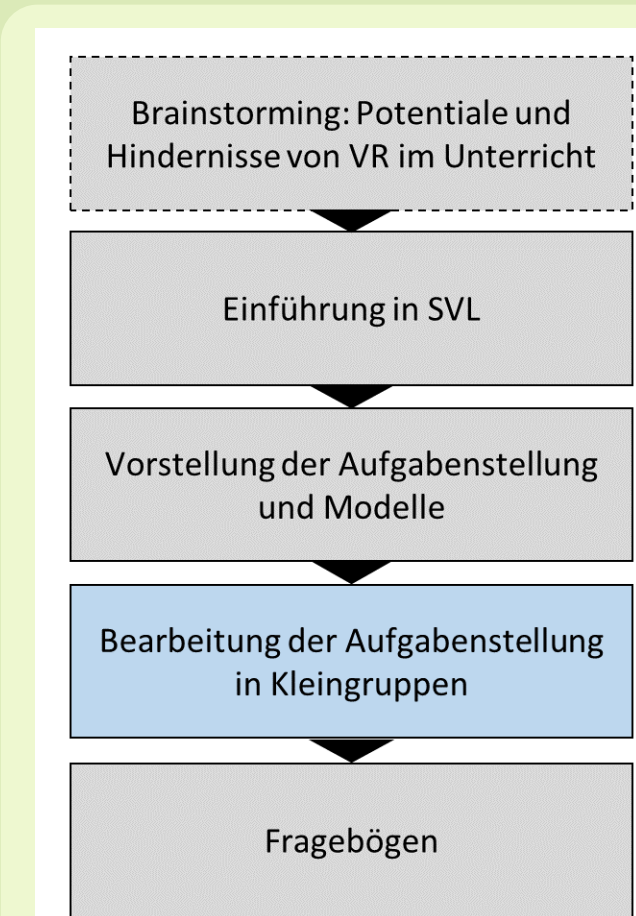 Brainstorming: Potentiale und
Hindernisse von VR im Unterricht
Einführung in SVL
Vorstellung der Aufgabenstellung
und Modelle
Bearbeitung der Aufgabenstellung
in Kleingruppen
Fragebögen